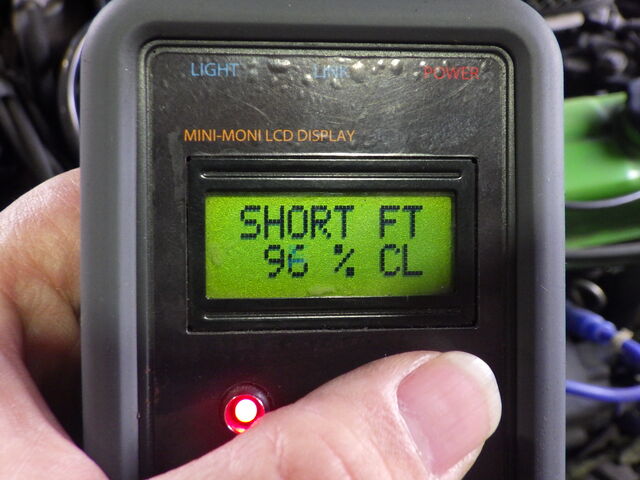 LIGHT LINK POWER
MINI-MONI LCD DISPLAY
SHORT FT
96 % CL